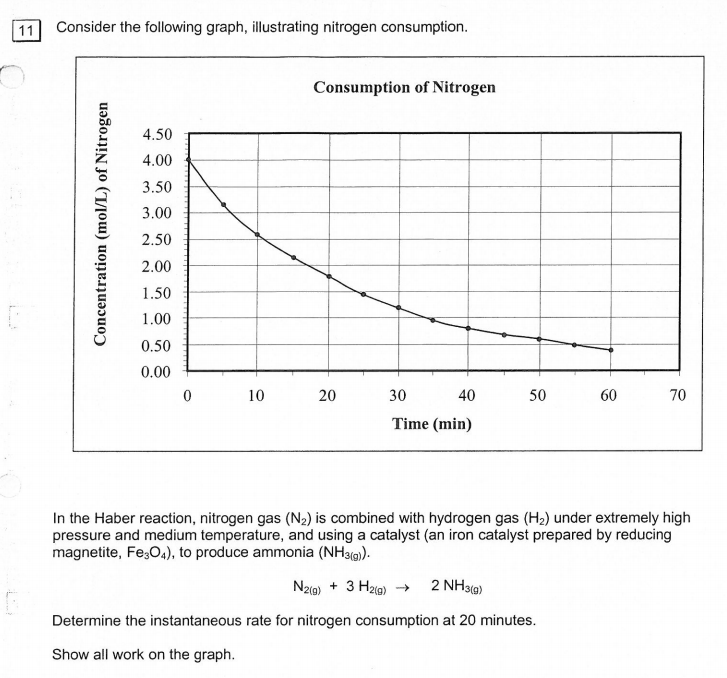 11 Consider the following graph, illustrating nitrogen consumption.
Consumption of Nitrogen
Concentration (mol/L) of Nitrogen
4.50
4.00
3.50
3.00
2.50
2.00
1.50
1.00
0.50
0.00
0 10 20 30 40 50 60 70
Time (min)
In the Haber reaction, nitrogen gas (N₂) is combined with hydrogen gas (H₂) under extremely high
pressure and medium temperature, and using a catalyst (an iron catalyst prepared by reducing
magnetite, Fe₃O₄), to produce ammonia (NH₃₍g₎).
N₂₍g₎ + 3 H₂₍g₎ → 2 NH₃₍g₎
Determine the instantaneous rate for nitrogen consumption at 20 minutes.
Show all work on the graph.